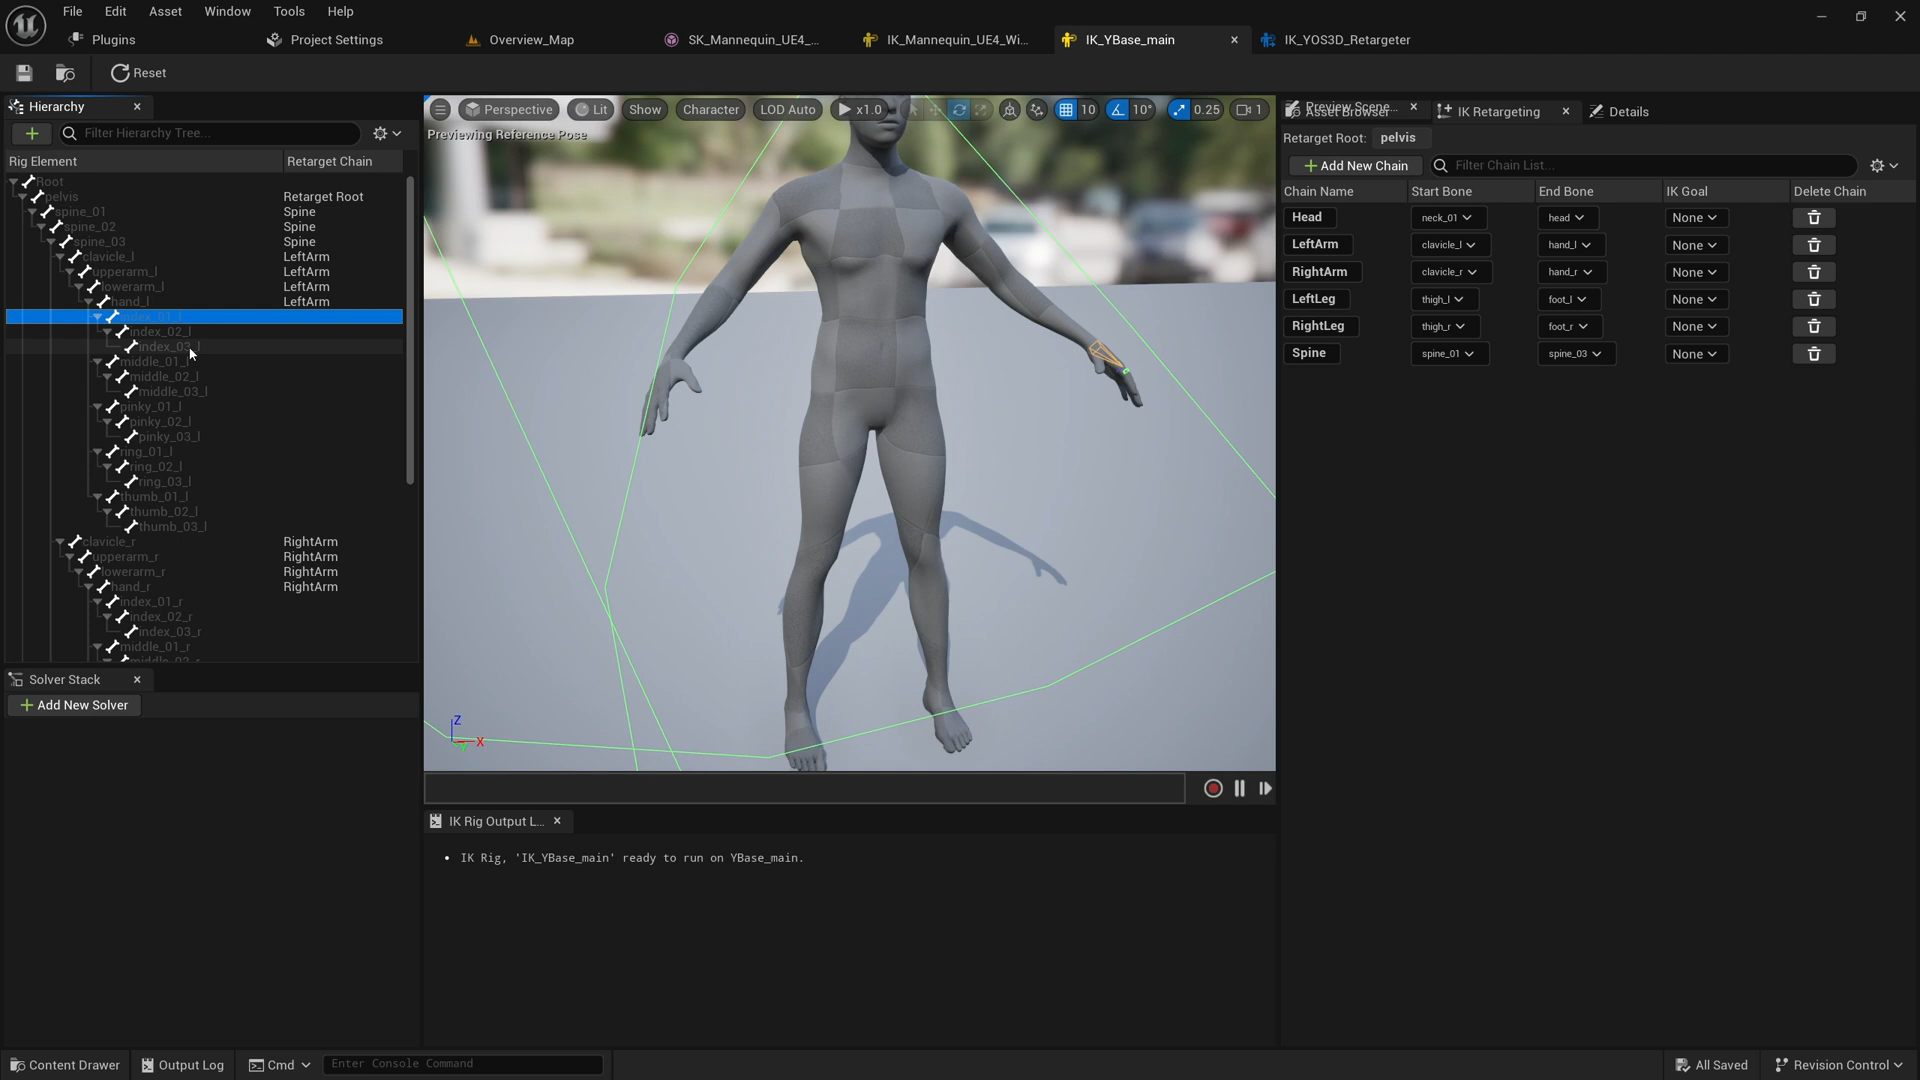 File Edit Asset Window Tools Help
Plugins Project Settings Overview_Map SK_Mannequin_UE4_... IK_Mannequin_UE4_Wi... IK_YBase_main IK_YOS3D_Retargeter
Reset
Hierarchy
Filter Hierarchy Tree...
Rig Element Retarget Chain
Root
pelvis Retarget Root
spine_01 Spine
spine_02 Spine
spine_03 Spine
clavicle_l LeftArm
upperarm_l LeftArm
lowerarm_l LeftArm
hand_l LeftArm
index_01_l
index_02_l
index_03_l
middle_01_l
middle_02_l
middle_03_l
pinky_01_l
pinky_02_l
pinky_03_l
ring_01_l
ring_02_l
ring_03_l
thumb_01_l
thumb_02_l
thumb_03_l
clavicle_r RightArm
upperarm_r RightArm
lowerarm_r RightArm
hand_r RightArm
index_01_r
index_02_r
index_03_r
middle_01_r
middle_02_r
Solver Stack
Add New Solver
Perspective Lit Show Character LOD Auto x1.0 10 10° 0.25 1
Previewing Reference Pose
Z
X
IK Rig Output L...
IK Rig, 'IK_YBase_main' ready to run on YBase_main.
Preview Scene...
Asset Browser
IK Retargeting Details
Retarget Root: pelvis
Add New Chain Filter Chain List...
Chain Name Start Bone End Bone IK Goal Delete Chain
Head neck_01 head None
LeftArm clavicle_l hand_l None
RightArm clavicle_r hand_r None
LeftLeg thigh_l foot_l None
RightLeg thigh_r foot_r None
Spine spine_01 spine_03 None
Content Drawer Output Log Cmd Enter Console Command All Saved Revision Control